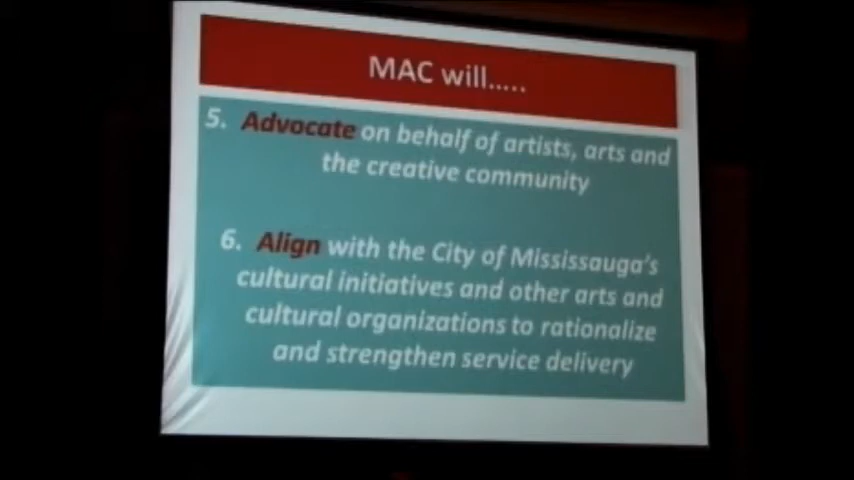 MAC will.....
5. Advocate on behalf of artists, arts and
the creative community
6. Align with the City of Mississauga's
cultural initiatives and other arts and
cultural organizations to rationalize
and strengthen service delivery